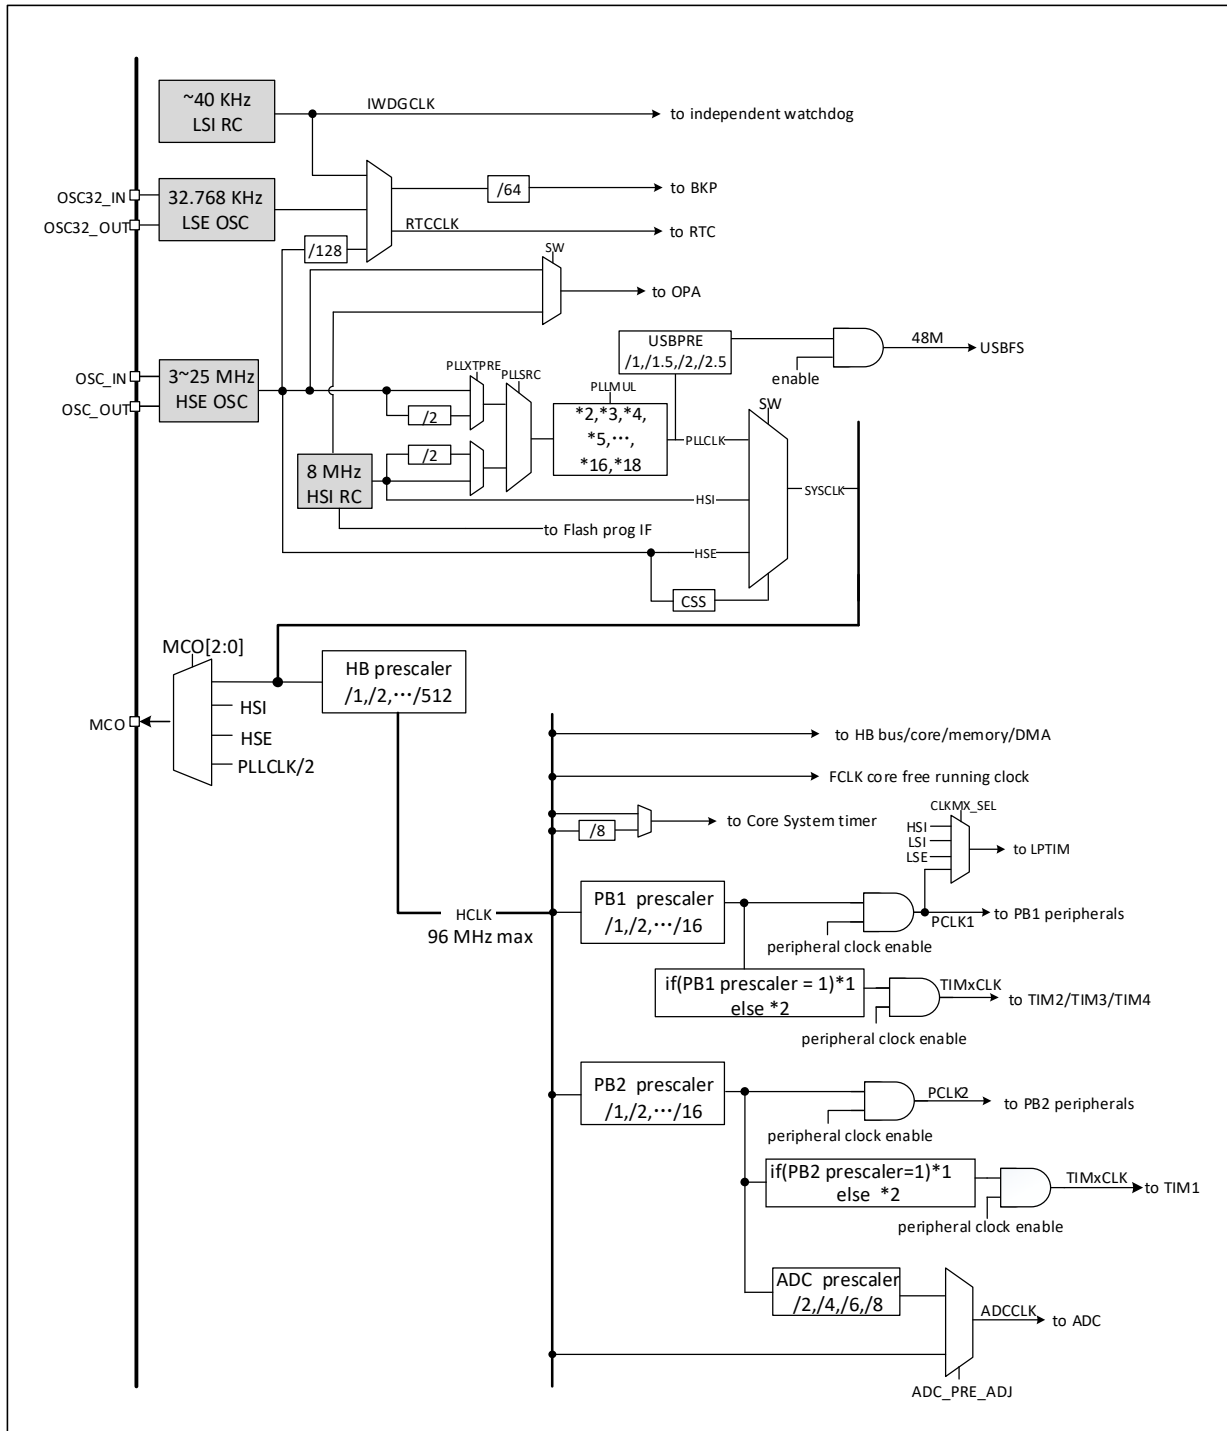 ~40 KHz
LSI RC
IWDGCLK
to independent watchdog
OSC32_IN
OSC32_OUT
32.768 KHz
LSE OSC
/64
to BKP
RTCCLK
to RTC
/128
SW
to OPA
OSC_IN
OSC_OUT
3~25 MHz
HSE OSC
PLLXTPRE
PLLSRC
/2
/2
8 MHz
HSI RC
PLLMUL
*2,*3,*4,
*5,⋯,
*16,*18
USBPRE
/1,/1.5,/2,/2.5
enable
48M
USBFS
PLLCLK
SW
HSI
SYSCLK
to Flash prog IF
HSE
CSS
MCO[2:0]
HSI
HSE
PLLCLK/2
MCO
HB prescaler
/1,/2,⋯/512
HCLK
96 MHz max
to HB bus/core/memory/DMA
FCLK core free running clock
/8
to Core System timer
CLKMX_SEL
HSI
LSI
LSE
to LPTIM
PB1 prescaler
/1,/2,⋯/16
peripheral clock enable
PCLK1
to PB1 peripherals
if(PB1 prescaler = 1)*1
else *2
TIMxCLK
to TIM2/TIM3/TIM4
peripheral clock enable
PB2 prescaler
/1,/2,⋯/16
PCLK2
to PB2 peripherals
peripheral clock enable
if(PB2 prescaler=1)*1
else *2
TIMxCLK
to TIM1
peripheral clock enable
ADC prescaler
/2,/4,/6,/8
ADCCLK
to ADC
ADC_PRE_ADJ